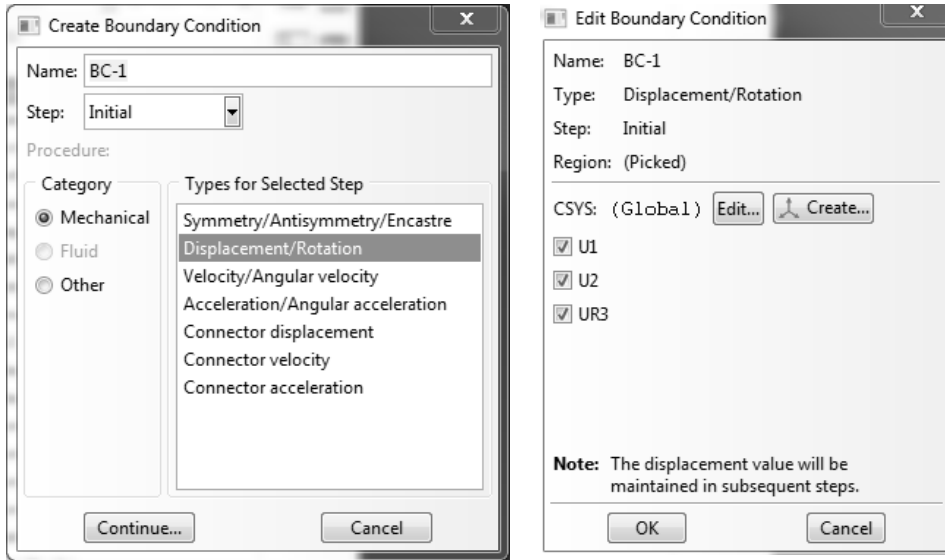 Create Boundary Condition
Name: BC-1
Step: Initial
Procedure:
Category
Mechanical
Fluid
Other
Types for Selected Step
Symmetry/Antisymmetry/Encastre
Displacement/Rotation
Velocity/Angular velocity
Acceleration/Angular acceleration
Connector displacement
Connector velocity
Connector acceleration
Continue... Cancel
Edit Boundary Condition
Name: BC-1
Type: Displacement/Rotation
Step: Initial
Region: (Picked)
CSYS: (Global) Edit... Create...
U1
U2
UR3
Note: The displacement value will be
maintained in subsequent steps.
OK Cancel